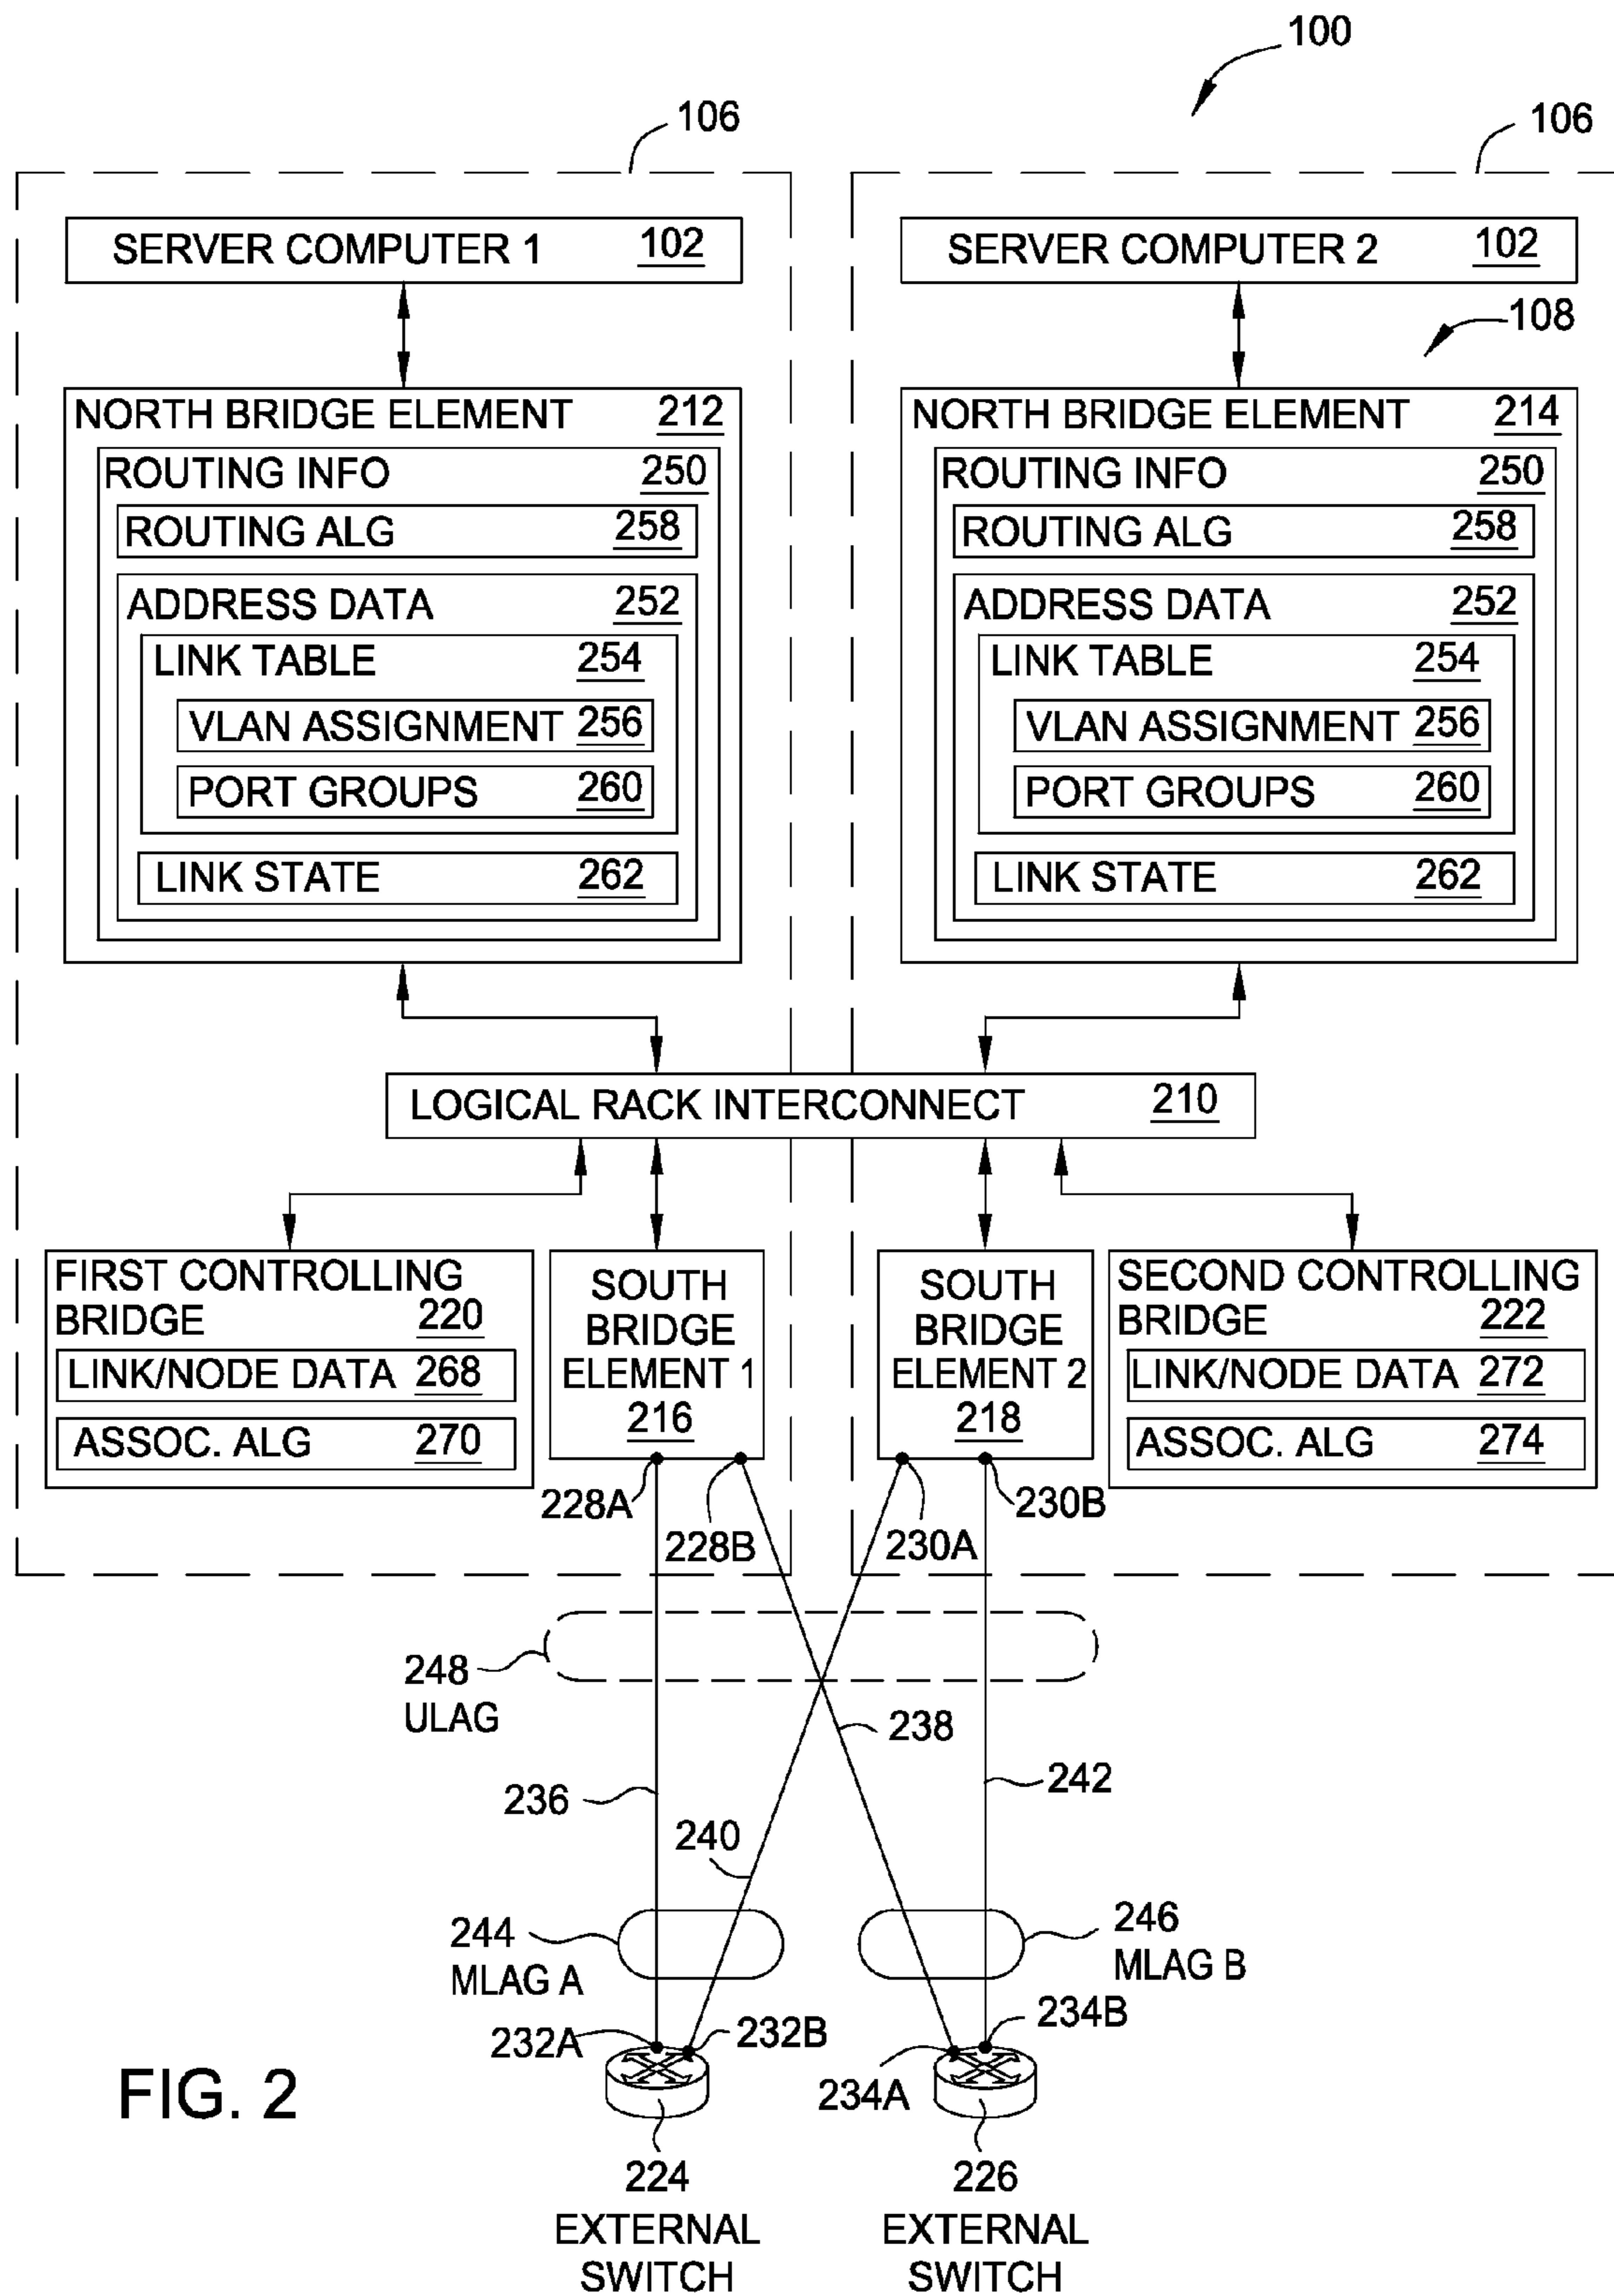 100
106
106
SERVER COMPUTER 1 102
SERVER COMPUTER 2 102
108
NORTH BRIDGE ELEMENT 212
ROUTING INFO 250
ROUTING ALG 258
ADDRESS DATA 252
LINK TABLE 254
VLAN ASSIGNMENT 256
PORT GROUPS 260
LINK STATE 262
NORTH BRIDGE ELEMENT 214
ROUTING INFO 250
ROUTING ALG 258
ADDRESS DATA 252
LINK TABLE 254
VLAN ASSIGNMENT 256
PORT GROUPS 260
LINK STATE 262
LOGICAL RACK INTERCONNECT 210
FIRST CONTROLLING
BRIDGE 220
LINK/NODE DATA 268
ASSOC. ALG 270
SOUTH
BRIDGE
ELEMENT 1
216
SOUTH
BRIDGE
ELEMENT 2
218
SECOND CONTROLLING
BRIDGE 222
LINK/NODE DATA 272
ASSOC. ALG 274
228A
228B
230A
230B
248
ULAG
238
236
242
240
244
MLAG A
246
MLAG B
232A
232B
234B
234A
FIG. 2
224
EXTERNAL
SWITCH
226
EXTERNAL
SWITCH